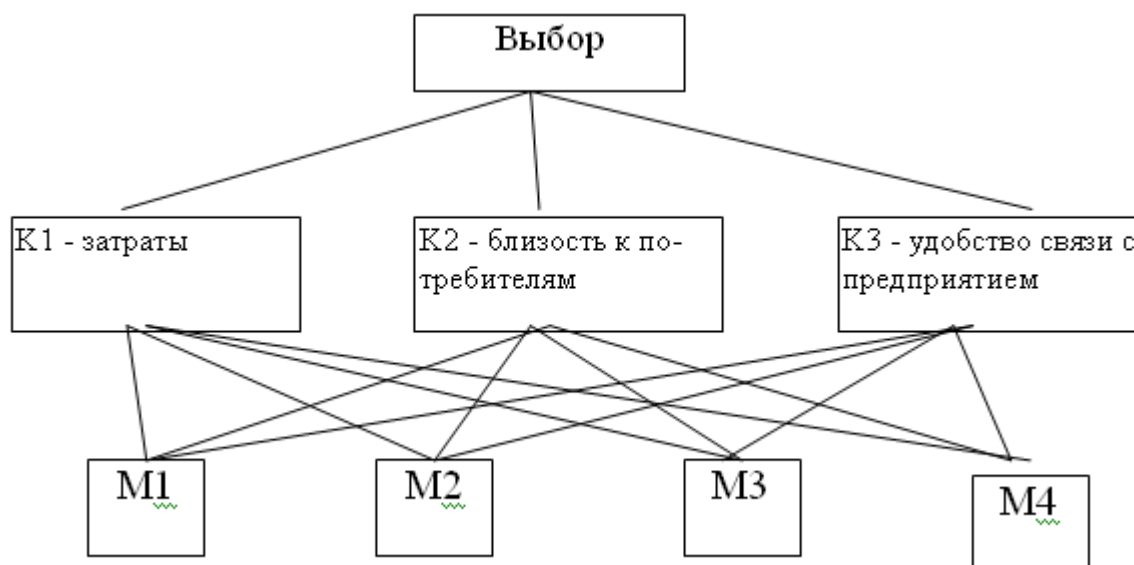 Выбор
К1 - затраты
К2 - близость к по-
требителям
К3 - удобство связи с
предприятием
М1
М2
М3
М4